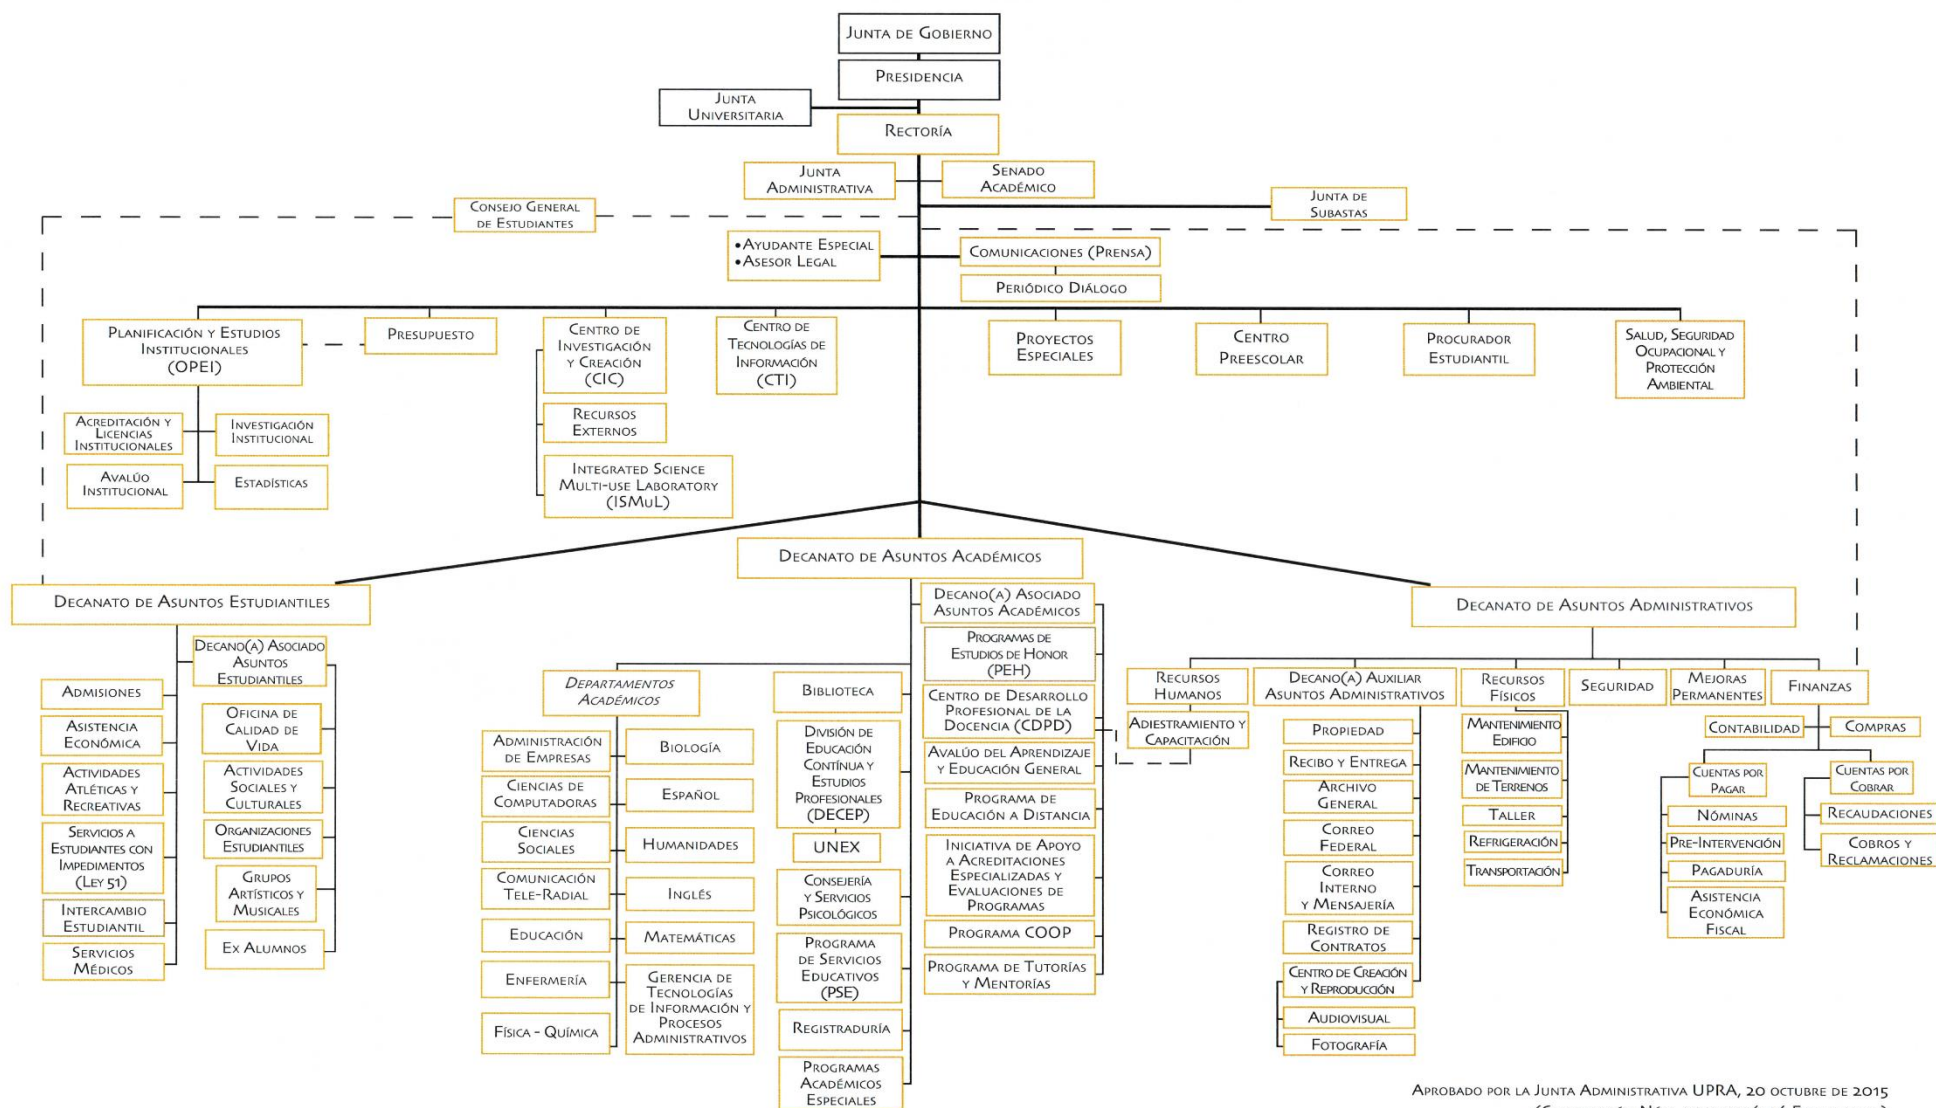 Junta de Gobierno
Presidencia
Junta
Universitaria
Rectoría
Junta
Administrativa
Senado
Académico
Consejo General
de Estudiantes
Junta de
Subastas
•Ayudante Especial
•Asesor Legal
Comunicaciones (Prensa)
Periódico Diálogo
Planificación y Estudios
Institucionales
(OPEI)
Presupuesto
Centro de
Investigación
y Creación
(CIC)
Centro de
Tecnologías de
Información
(CTI)
Proyectos
Especiales
Centro
Preescolar
Procurador
Estudiantil
Salud, Seguridad
Ocupacional y
Protección
Ambiental
Acreditación y
Licencias
Institucionales
Investigación
Institucional
Avalúo
Institucional
Estadísticas
Recursos
Externos
Integrated Science
Multi-use Laboratory
(ISMuL)
Decanato de Asuntos Estudiantiles
Decano(a) Asociado
Asuntos
Estudiantiles
Admisiones
Asistencia
Económica
Actividades
Atléticas y
Recreativas
Servicios a
Estudiantes con
Impedimentos
(Ley 51)
Intercambio
Estudiantil
Servicios
Médicos
Oficina de
Calidad de
Vida
Actividades
Sociales y
Culturales
Organizaciones
Estudiantiles
Grupos
Artísticos y
Musicales
Ex Alumnos
Decanato de Asuntos Académicos
Departamentos
Académicos
Administración
de Empresas
Ciencias de
Computadoras
Ciencias
Sociales
Comunicación
Tele-Radial
Educación
Enfermería
Física - Química
Biología
Español
Humanidades
Inglés
Matemáticas
Gerencia de
Tecnologías
de Información y
Procesos
Administrativos
Biblioteca
División de
Educación
Contínua y
Estudios
Profesionales
(DECEP)
UNEX
Consejería
y Servicios
Psicológicos
Programa
de Servicios
Educativos
(PSE)
Registraduría
Programas
Académicos
Especiales
Decano(a) Asociado
Asuntos Académicos
Programas de
Estudios de Honor
(PEH)
Centro de Desarrollo
Profesional de la
Docencia (CDPD)
Avalúo del Aprendizaje
y Educación General
Programa de
Educación a Distancia
Iniciativa de Apoyo
a Acreditaciones
Especializadas y
Evaluaciones de
Programas
Programa COOP
Programa de Tutorías
y Mentorías
Decanato de Asuntos Administrativos
Recursos
Humanos
Adiestramiento y
Capacitación
Decano(a) Auxiliar
Asuntos Administrativos
Propiedad
Recibo y Entrega
Archivo
General
Correo
Federal
Correo
Interno
y Mensajería
Registro de
Contratos
Centro de Creación
y Reproducción
Audiovisual
Fotografía
Recursos
Físicos
Mantenimiento
Edificio
Mantenimiento
de Terrenos
Taller
Refrigeración
Transportación
Seguridad
Mejoras
Permanentes
Finanzas
Contabilidad
Compras
Cuentas por
Pagar
Nóminas
Pre-Intervención
Pagaduría
Asistencia
Económica
Fiscal
Cuentas por
Cobrar
Recaudaciones
Cobros y
Reclamaciones
Aprobado por la Junta Administrativa UPRA, 20 octubre de 2015